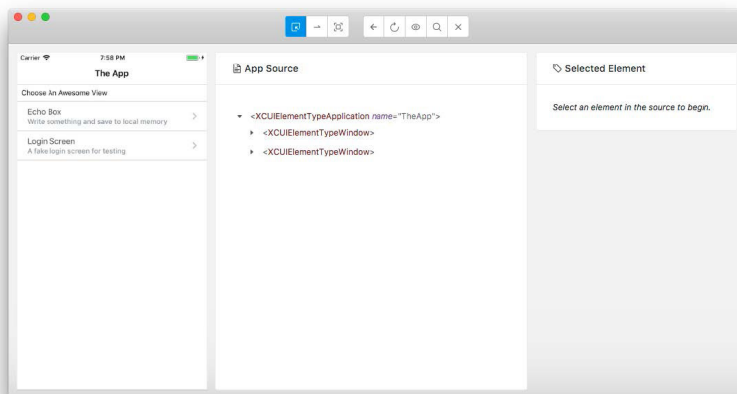 Carrier 7:58 PM
The App
Choose An Awesome View
Echo Box
Write something and save to local memory
Login Screen
A fake login screen for testing
App Source
<XCUIElementTypeApplication name="TheApp">
<XCUIElementTypeWindow>
<XCUIElementTypeWindow>
Selected Element
Select an element in the source to begin.